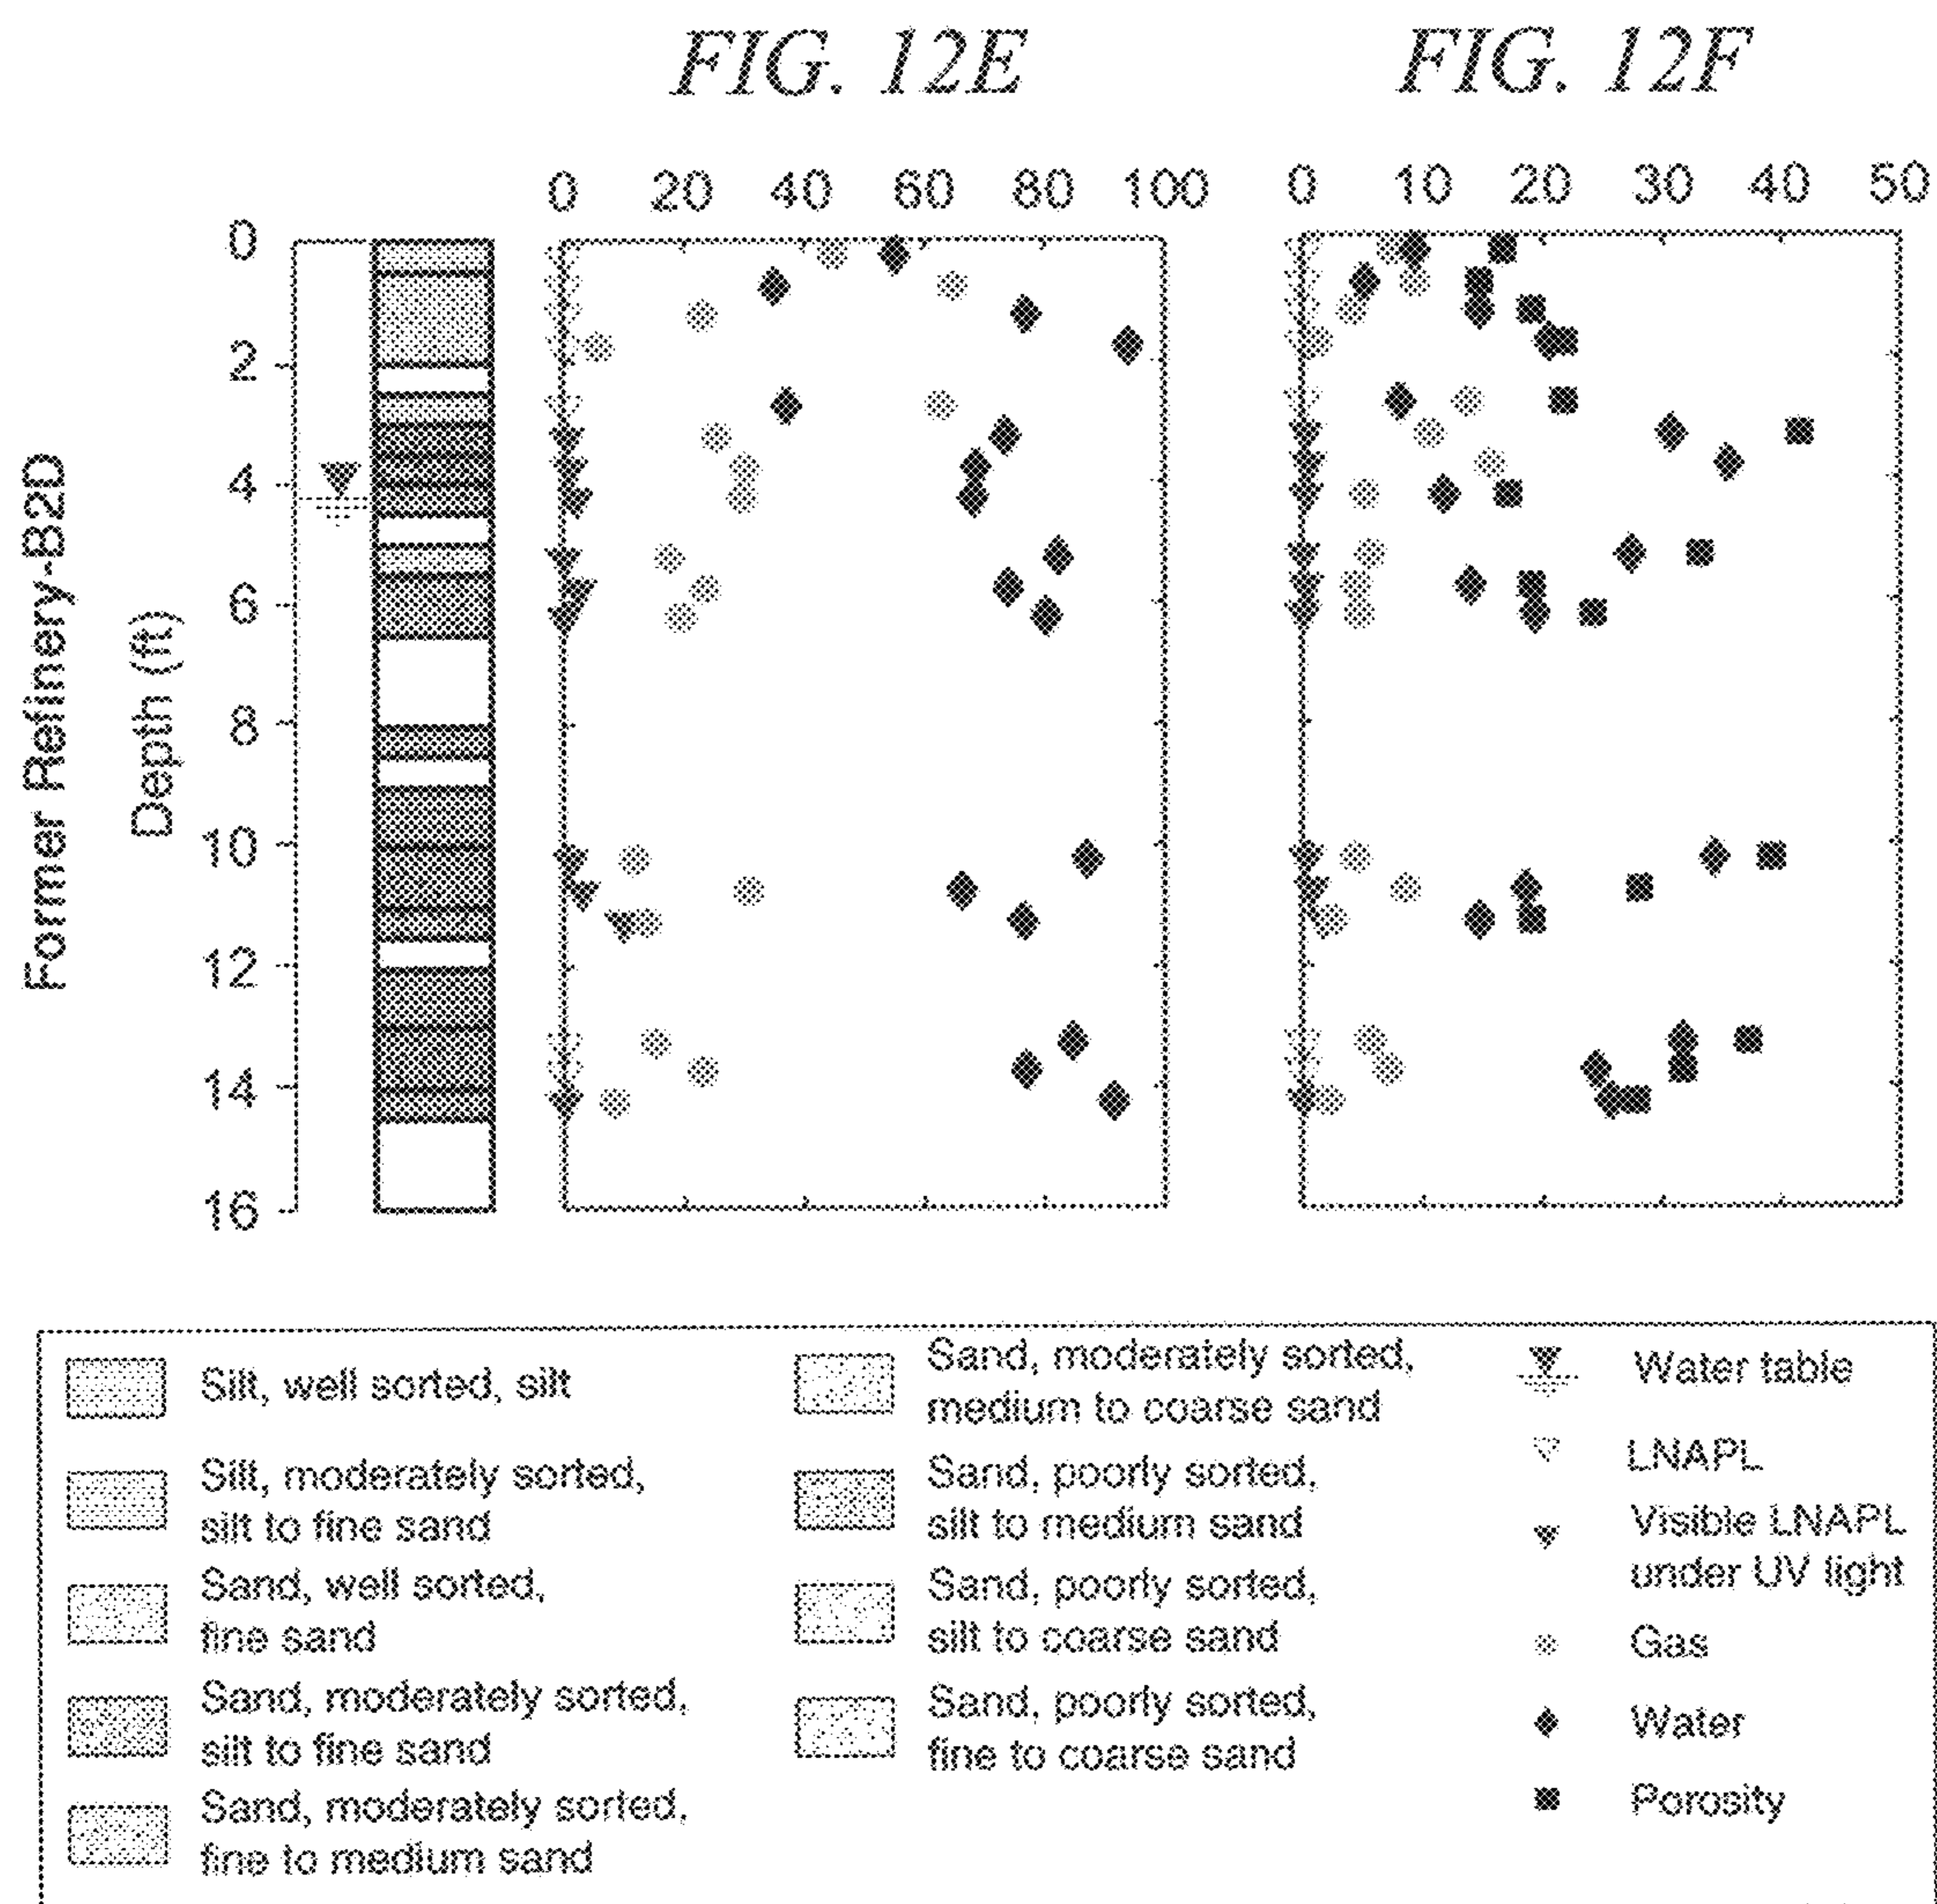 FIG. 12E
FIG. 12F
0 20 40 60 80 100
0 10 20 30 40 50
Former Refinery-B2D
Depth (ft)
0
2
4
6
8
10
12
14
16
Silt, well sorted, silt
Silt, moderately sorted,
silt to fine sand
Sand, well sorted,
fine sand
Sand, moderately sorted,
silt to fine sand
Sand, moderately sorted,
fine to medium sand
Sand, moderately sorted,
medium to coarse sand
Sand, poorly sorted,
silt to medium sand
Sand, poorly sorted,
silt to coarse sand
Sand, poorly sorted,
fine to coarse sand
Water table
LNAPL
Visible LNAPL
under UV light
Gas
Water
Porosity